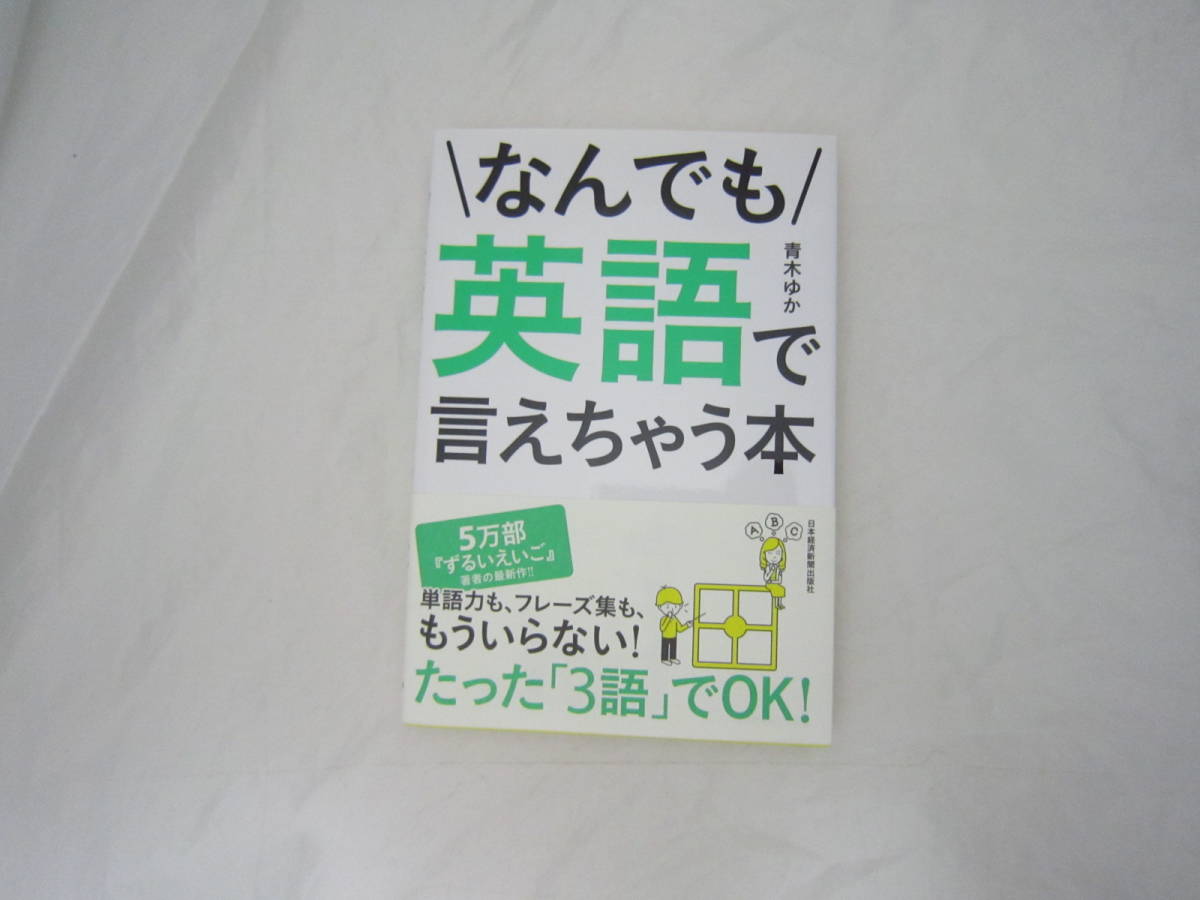 \なんでも/
英語で
言えちゃう本
青木ゆか
5万部
『ずるいえいご』
著者の最新作!!
単語力も、フレーズ集も、
もういらない!
たった「3語」でOK!
A B C
日本経済新聞出版社